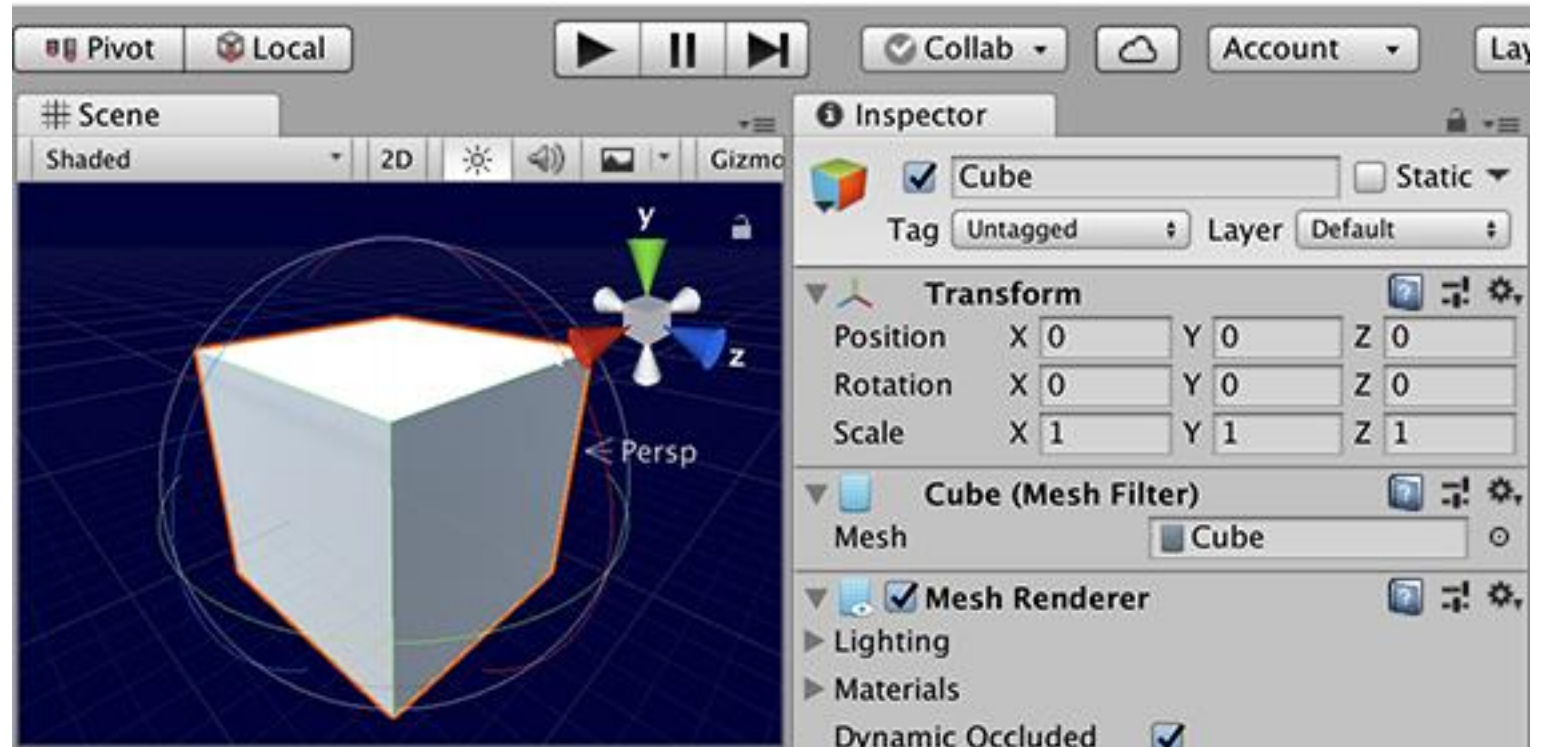 Pivot Local Collab Account Lay
Scene
Shaded 2D Gizmo
y
z
Persp
Inspector
Cube Static
Tag Untagged Layer Default
Transform
Position X 0 Y 0 Z 0
Rotation X 0 Y 0 Z 0
Scale X 1 Y 1 Z 1
Cube (Mesh Filter)
Mesh Cube
Mesh Renderer
Lighting
Materials
Dynamic Occluded